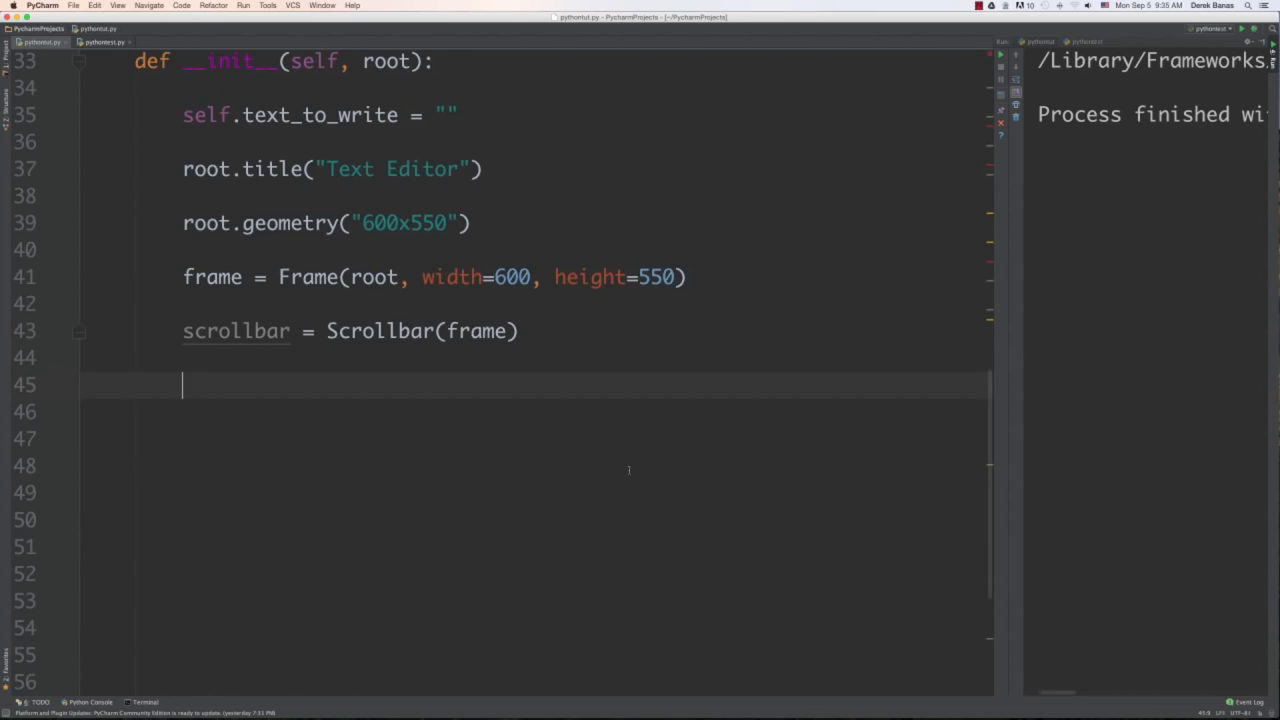 PyCharm File Edit View Navigate Code Refactor Run Tools VCS Window Help 10 Mon Sep 5 9:35 AM Derek Banas
pythontut.py - PycharmProjects - [~/PycharmProjects]
PycharmProjects pythontut.py pythontest
pythontut.py pythontest.py Run: pythontut pythontest
33 def __init__(self, root):
34
35 self.text_to_write = ""
36
37 root.title("Text Editor")
38
39 root.geometry("600x550")
40
41 frame = Frame(root, width=600, height=550)
42
43 scrollbar = Scrollbar(frame)
44
45
46
47
48
49
50
51
52
53
54
55
56
/Library/Frameworks
Process finished wi
1: Project
7: Structure
2: Favorites
Run
6: TODO Python Console Terminal Event Log
Platform and Plugin Updates: PyCharm Community Edition is ready to update. (yesterday 7:51 PM) 45:9 LF÷ UTF-8÷